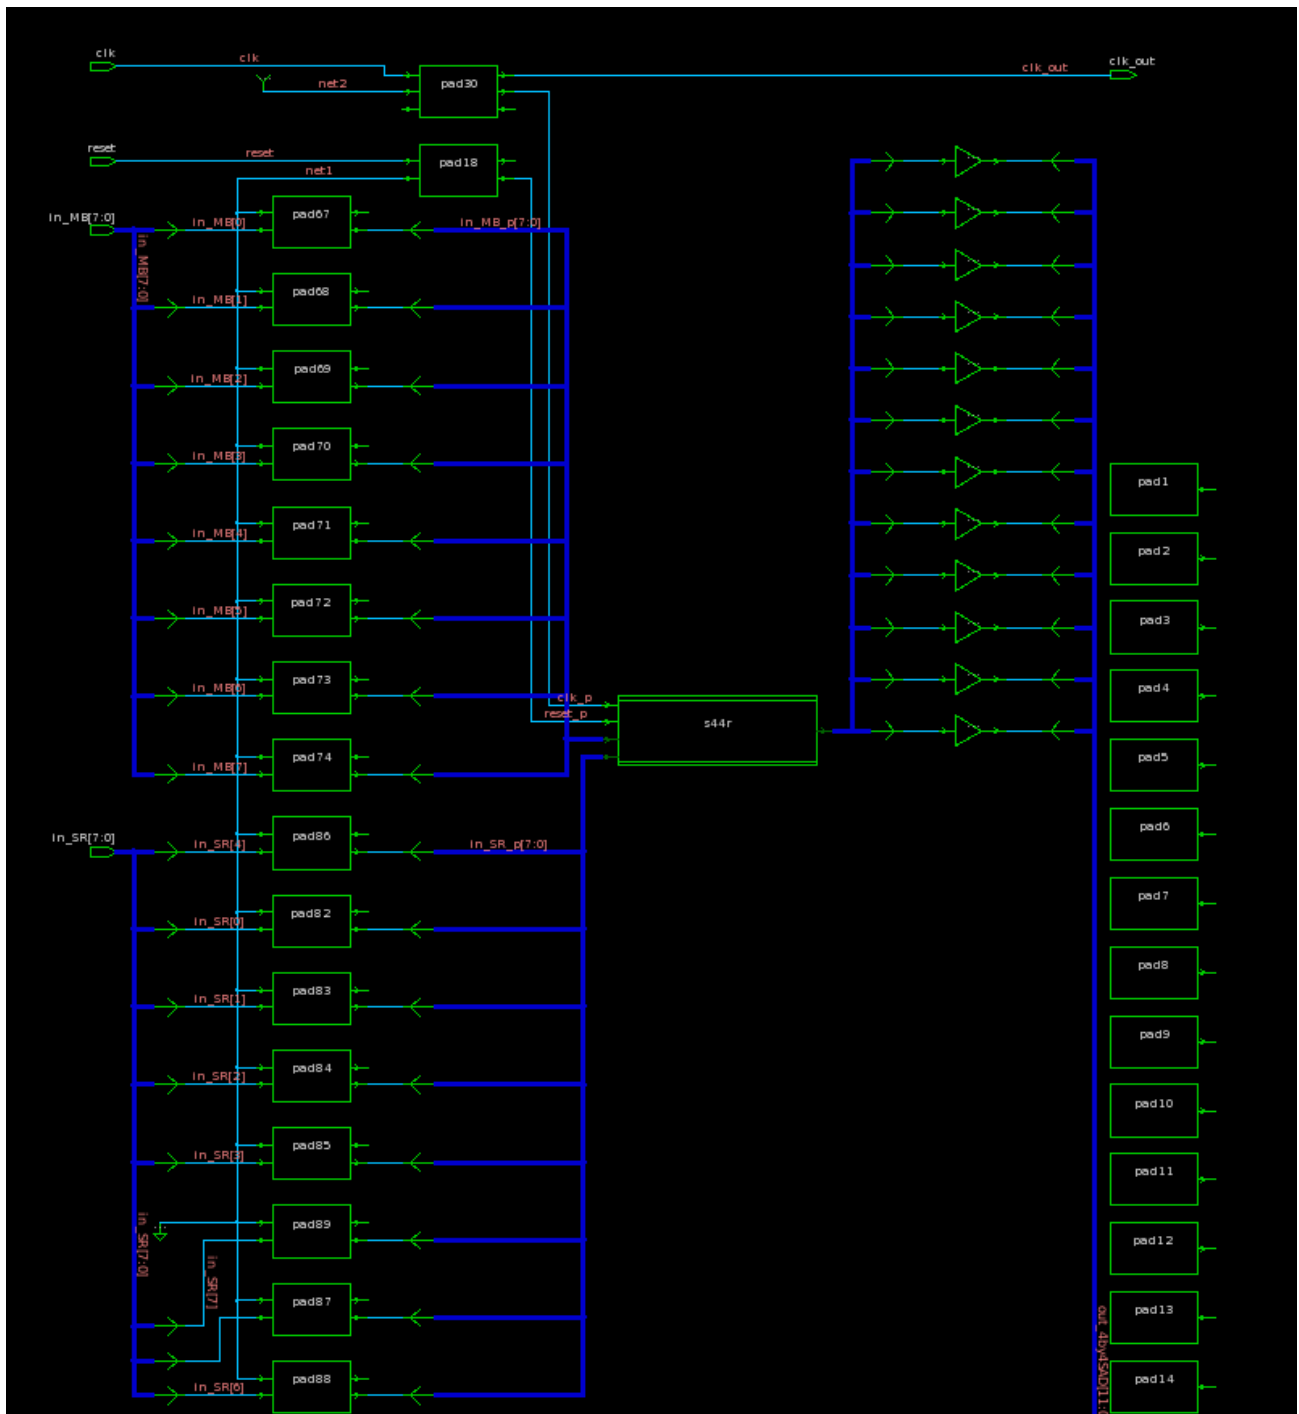 clk
clk
net2
pad30
clk_out
clk_out
reset
reset
net1
pad18
in_MB[7:0]
in_MB[7:0]
in_MB[0]
pad67
in_MB_p[7:0]
in_MB[1]
pad68
in_MB[2]
pad69
in_MB[3]
pad70
in_MB[4]
pad71
in_MB[5]
pad72
in_MB[6]
pad73
in_MB[7]
pad74
clk_p
reset_p
s44r
in_SR[7:0]
in_SR[4]
pad86
in_SR_p[7:0]
in_SR[0]
pad82
in_SR[1]
pad83
in_SR[2]
pad84
in_SR[3]
pad85
in_SR[7:0]
pad89
in_SR[7]
pad87
in_SR[6]
pad88
pad1
pad2
pad3
pad4
pad5
pad6
pad7
pad8
pad9
pad10
pad11
pad12
pad13
pad14